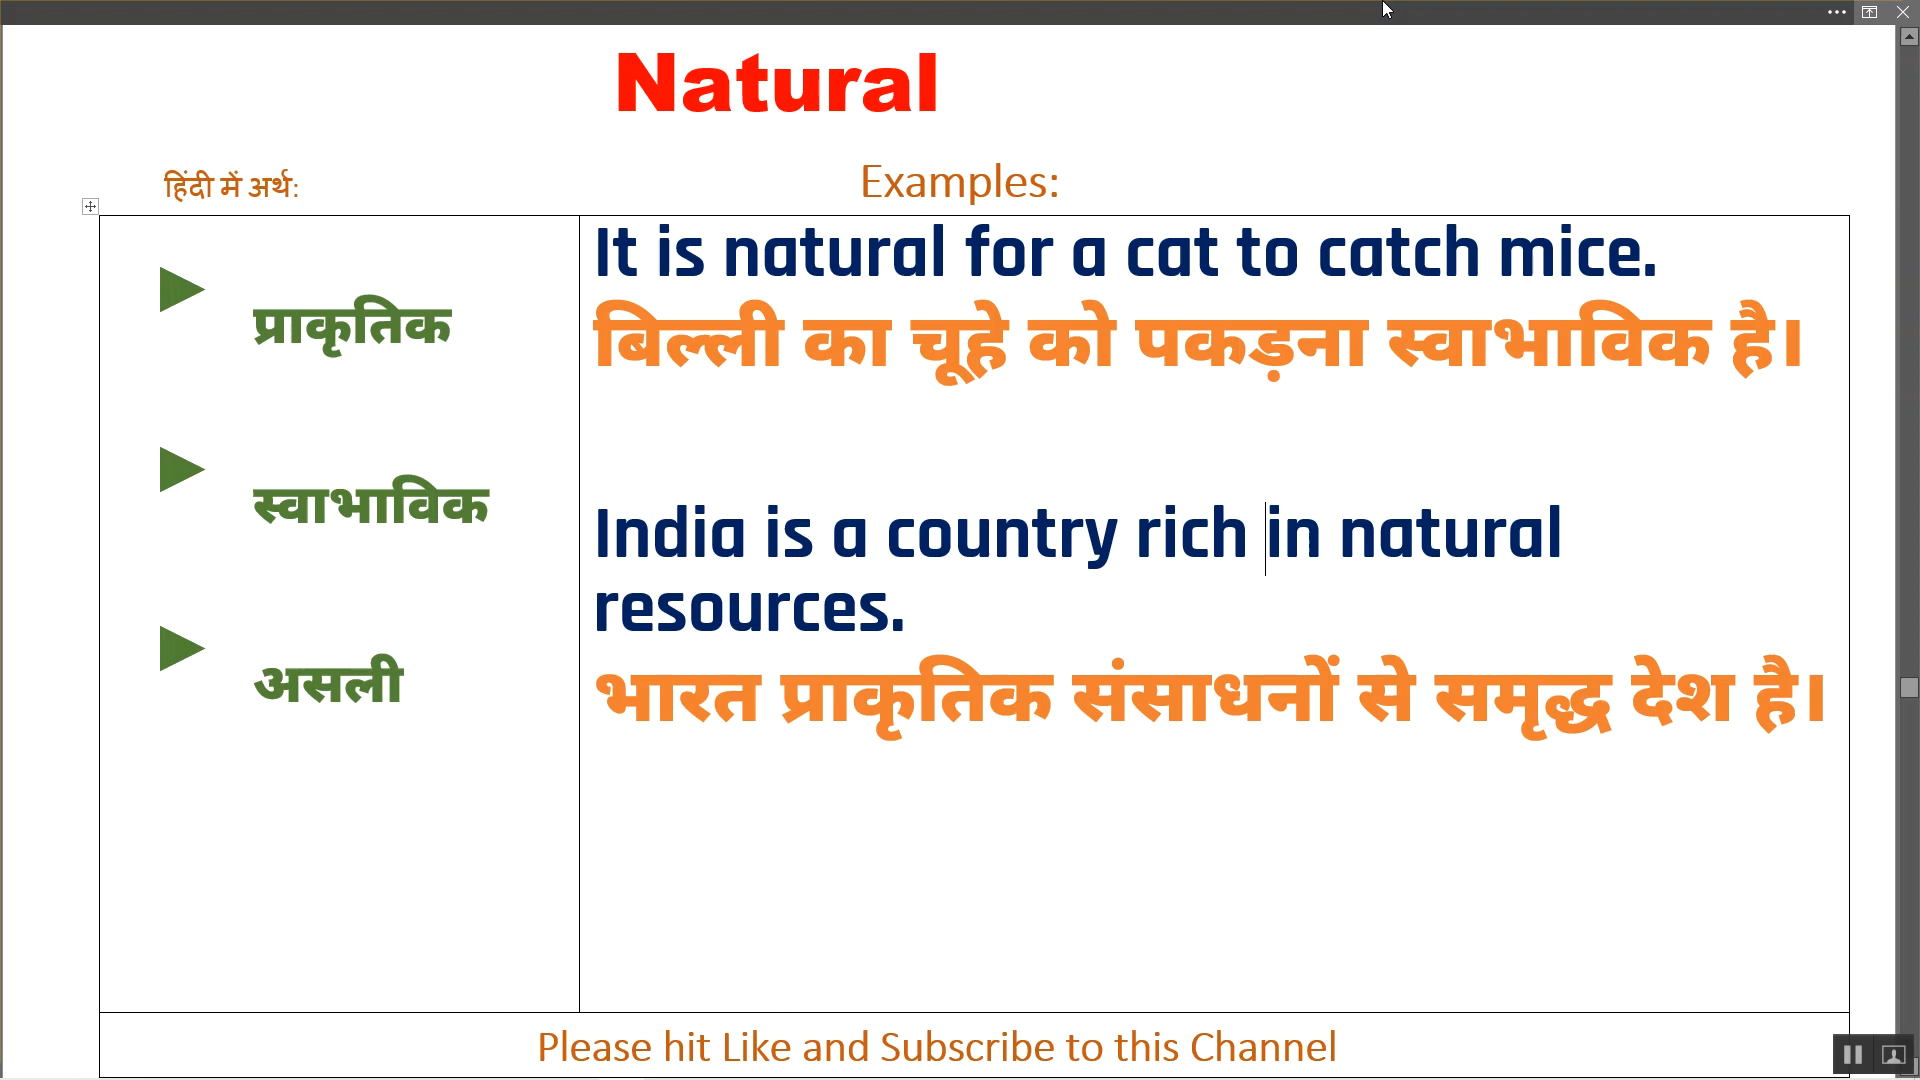 Natural
हिंदी में अर्थ:
Examples:
प्राकृतिक
स्वाभाविक
असली
It is natural for a cat to catch mice.
बिल्ली का चूहे को पकड़ना स्वाभाविक है।
India is a country rich in natural
resources.
भारत प्राकृतिक संसाधनों से समृद्ध देश है।
Please hit Like and Subscribe to this Channel